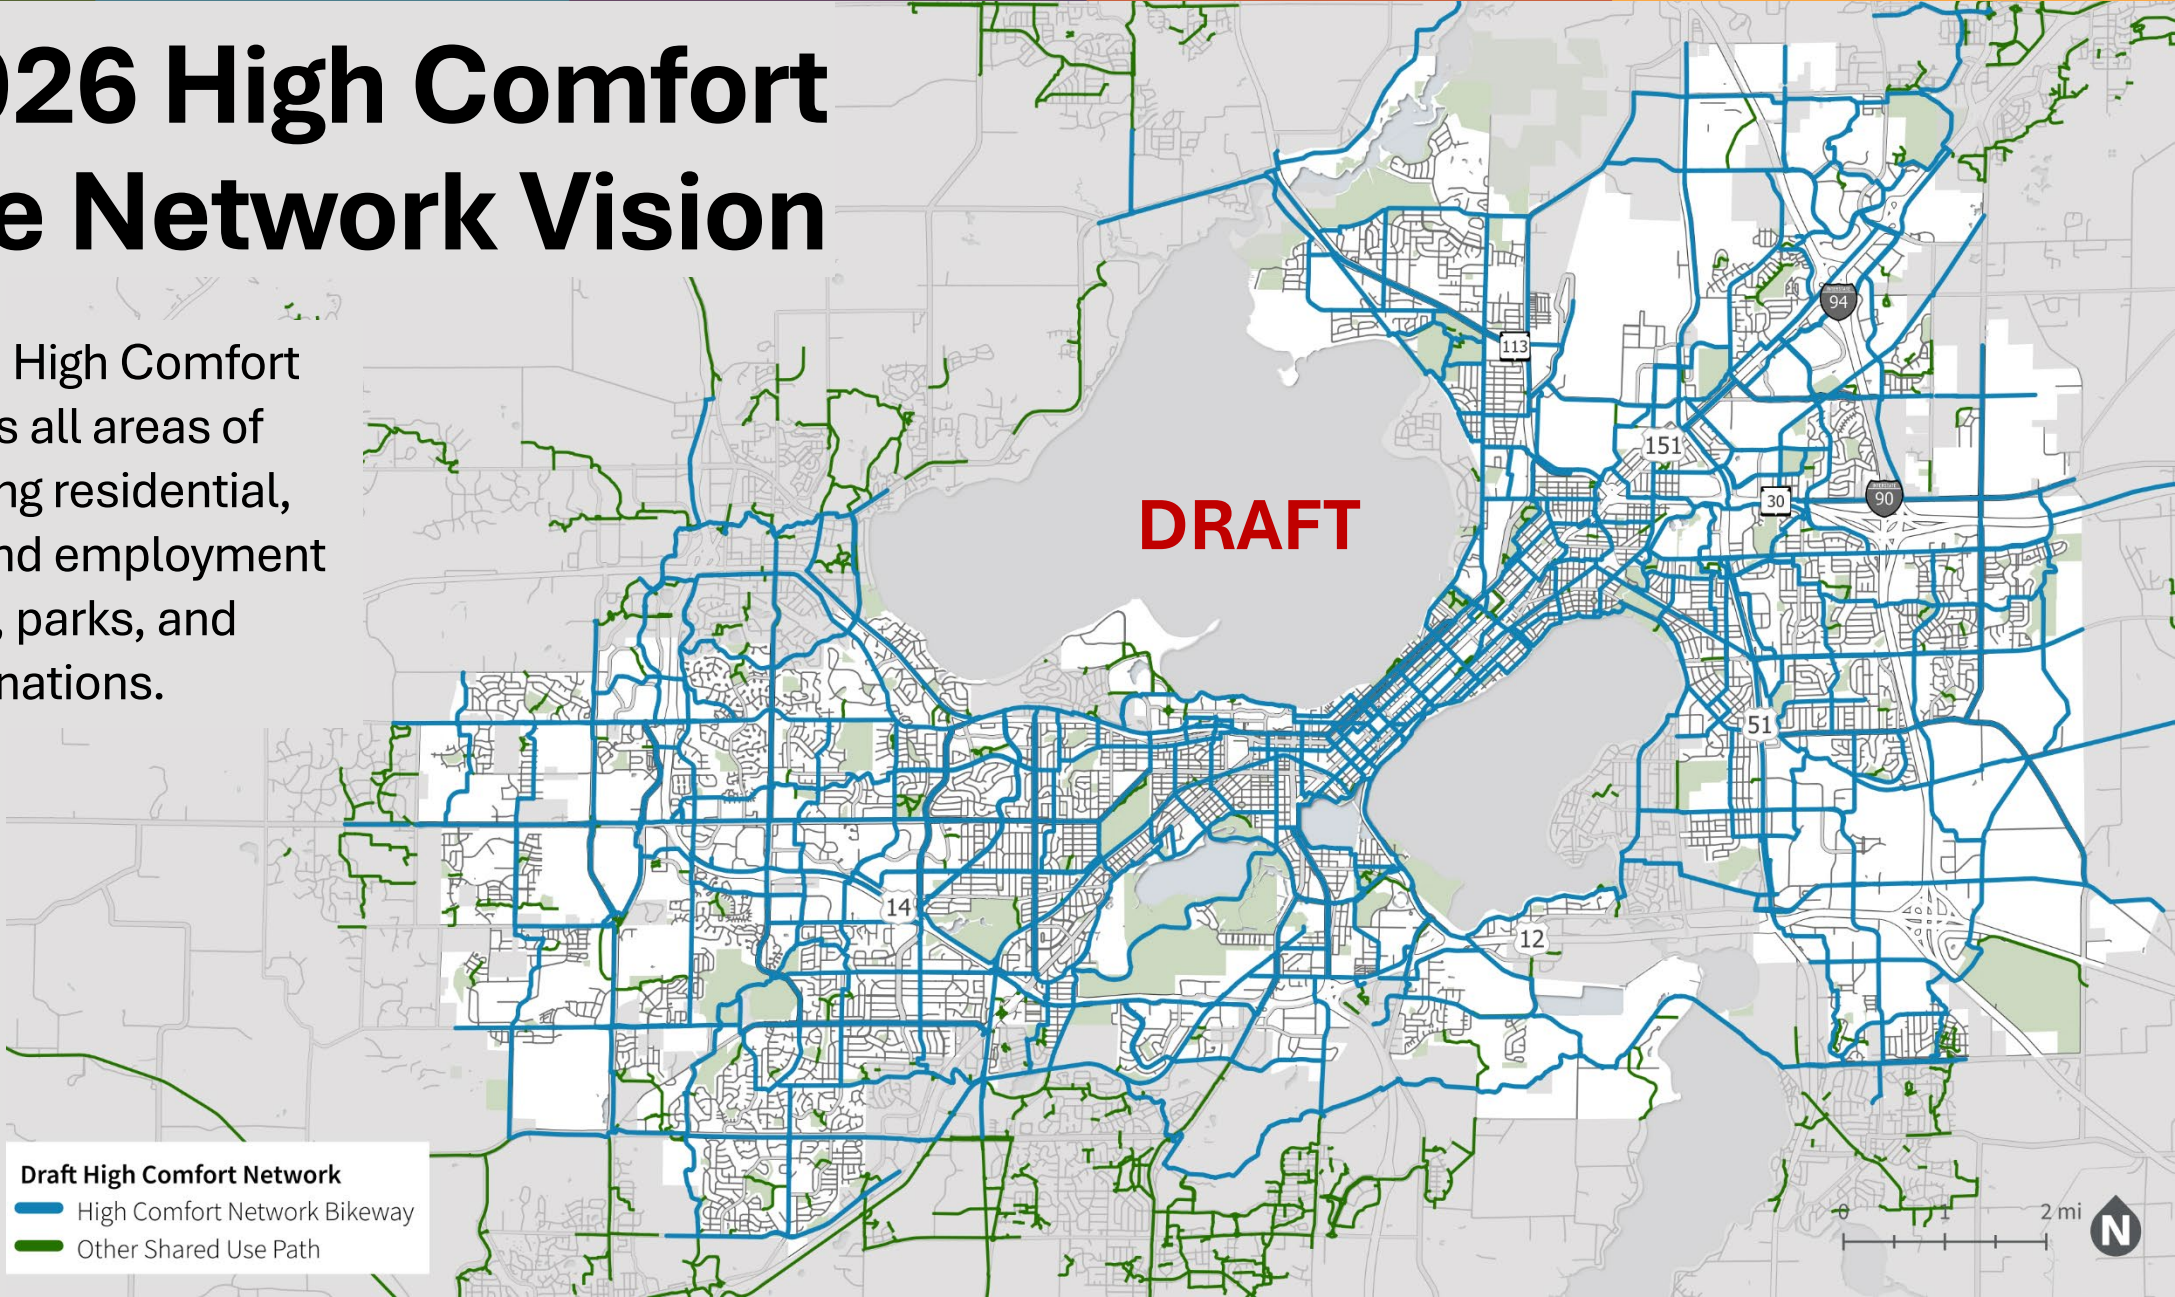 026 High Comfort
e Network Vision
High Comfort
s all areas of
ng residential,
nd employment
, parks, and
nations.
DRAFT
94
113
151
30
90
51
14
12
Draft High Comfort Network
High Comfort Network Bikeway
Other Shared Use Path
0 1 2 mi
N